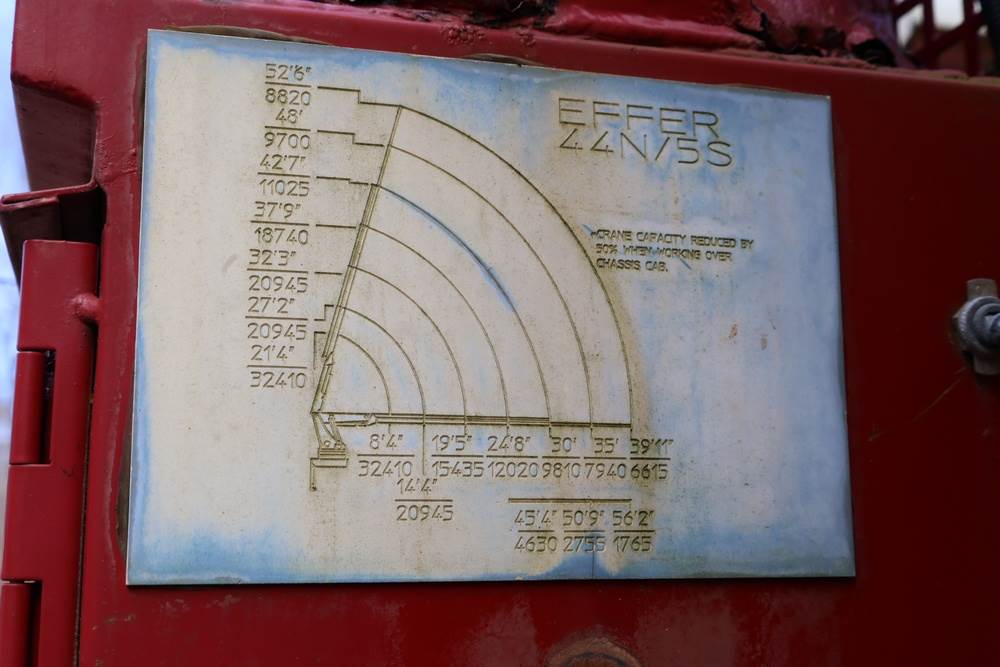 52'6"
8820
48'
9700
42'7"
11025
37'9"
18740
32'3"
20945
27'2"
20945
21'4"
32410
EFFER
44N/5S
CRANE CAPACITY REDUCED BY
50% WHEN WORKING OVER
CHASSIS CAB.
8'4" 19'5" 24'8" 30' 35' 39'11"
32410 15435 12020 9810 7940 6615
14'4"
20945
45'4" 50'9" 56'2"
4630 2755 1765